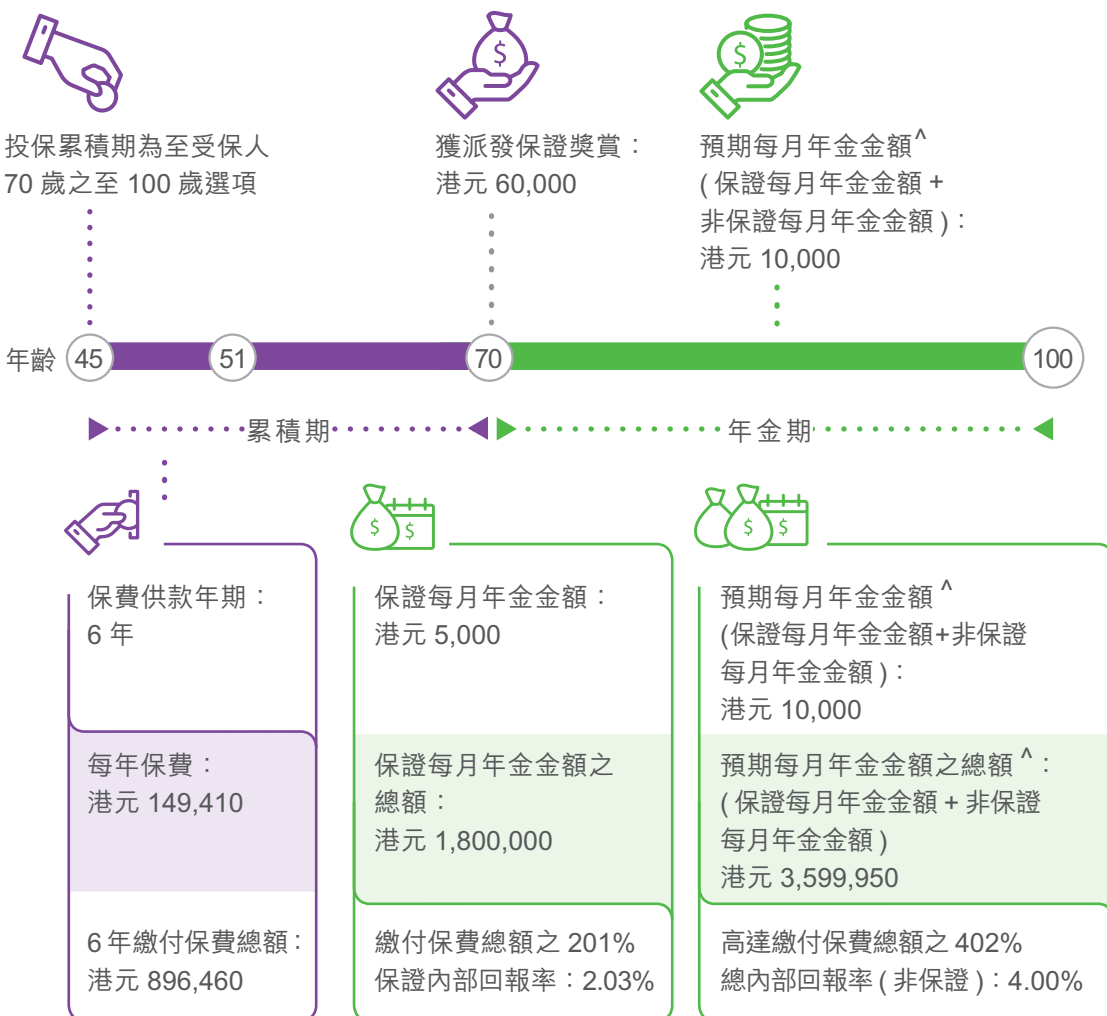 投保累積期為至受保人
70 歲之至 100 歲選項
獲派發保證獎賞：
港元 60,000
預期每月年金金額^
( 保證每月年金金額 +
非保證每月年金金額 )：
港元 10,000
年齡 45 51 70 100
累積期
年金期
$
$
$ $
$ $
保費供款年期：
6 年
每年保費：
港元 149,410
6 年繳付保費總額：
港元 896,460
保證每月年金金額：
港元 5,000
保證每月年金金額之
總額：
港元 1,800,000
繳付保費總額之 201%
保證內部回報率：2.03%
預期每月年金金額 ^
(保證每月年金金額+非保證
每月年金金額 )：
港元 10,000
預期每月年金金額之總額 ^：
( 保證每月年金金額 + 非保證
每月年金金額 )
港元 3,599,950
高達繳付保費總額之 402%
總內部回報率 ( 非保證 )：4.00%